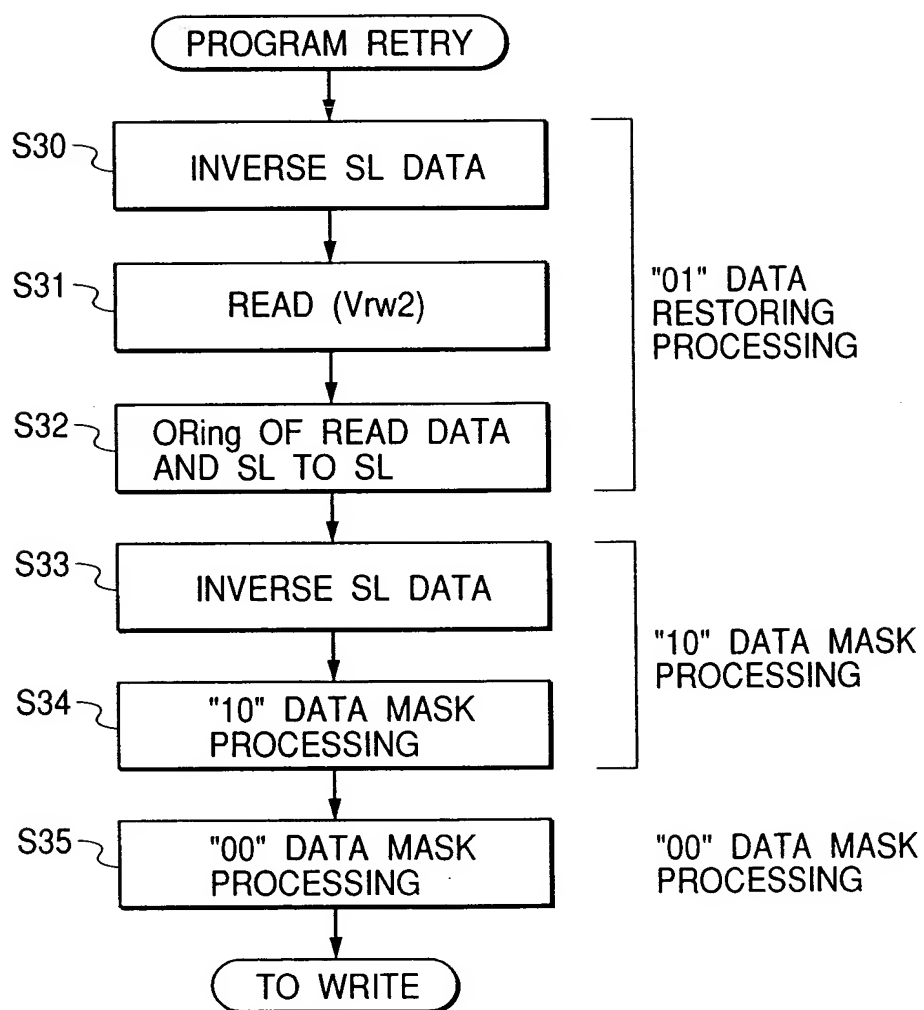 PROGRAM RETRY
S30
INVERSE SL DATA
S31
READ (Vrw2)
S32
ORing OF READ DATA
AND SL TO SL
"01" DATA
RESTORING
PROCESSING
S33
INVERSE SL DATA
S34
"10" DATA MASK
PROCESSING
"10" DATA MASK
PROCESSING
S35
"00" DATA MASK
PROCESSING
"00" DATA MASK
PROCESSING
TO WRITE